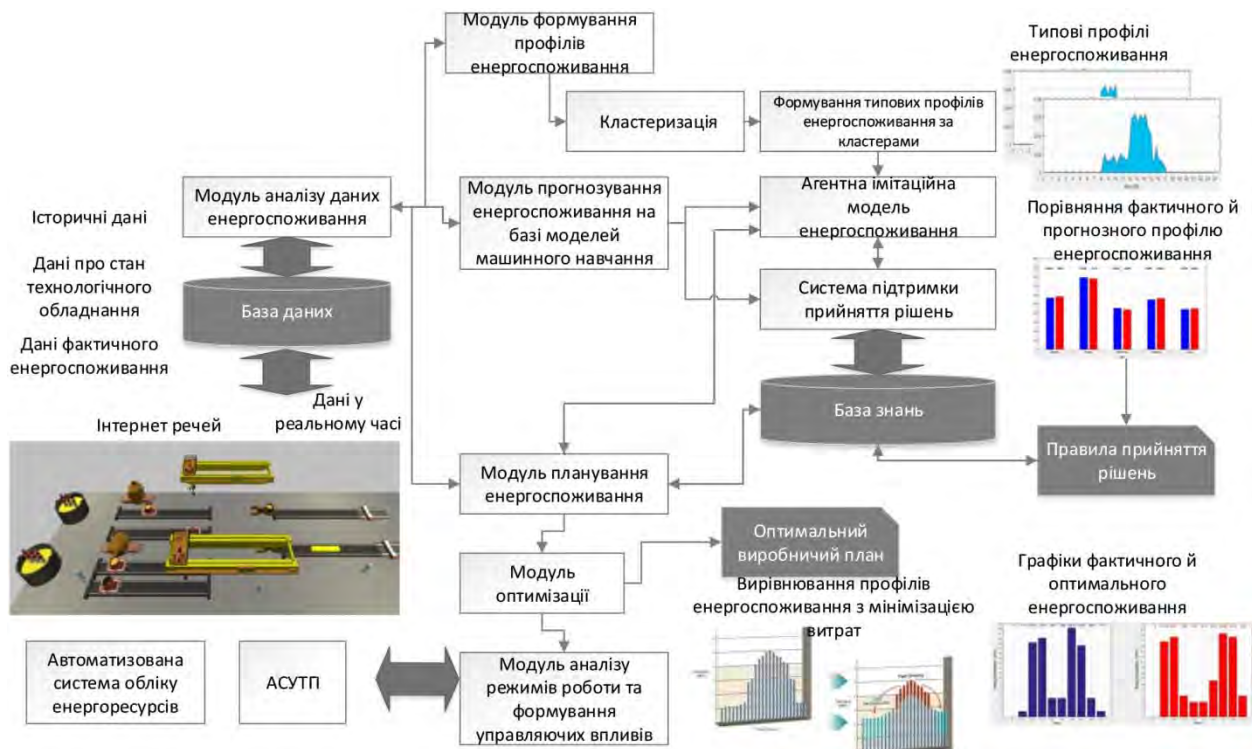 Модуль формування
профілів
енергоспоживання
Типові профілі
енергоспоживання
Кластеризація
Формування типових профілів
енергоспоживання за
кластерами
Модуль аналізу даних
енергоспоживання
Модуль прогнозування
енергоспоживання на
базі моделей
машинного навчання
Агентна імітаційна
модель
енергоспоживання
Історичні дані
Дані про стан
технологічного
обладнання
Дані фактичного
енергоспоживання
База даних
Система підтримки
прийняття рішень
Порівняння фактичного й
прогнозного профілю
енергоспоживання
Дані у
реальному часі
Інтернет речей
База знань
Правила прийняття
рішень
Модуль планування
енергоспоживання
Оптимальний
виробничий план
Модуль
оптимізації
Вирівнювання профілів
енергоспоживання з мінімізацією
витрат
Графіки фактичного й
оптимального
енергоспоживання
Автоматизована
система обліку
енергоресурсів
АСУТП
Модуль аналізу
режимів роботи та
формування
управляючих впливів